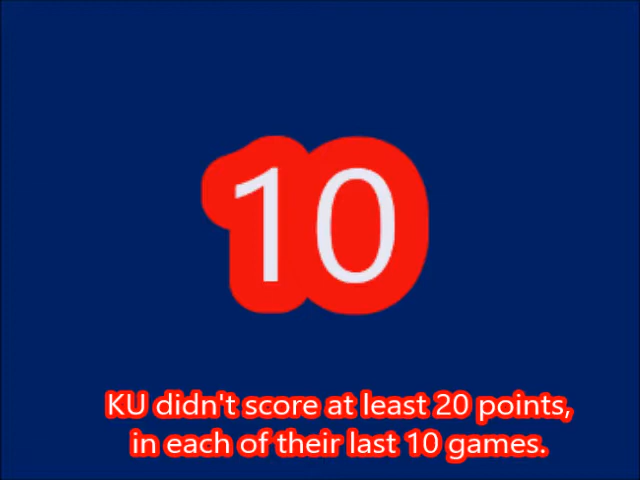 10
KU didn't score at least 20 points,
in each of their last 10 games.